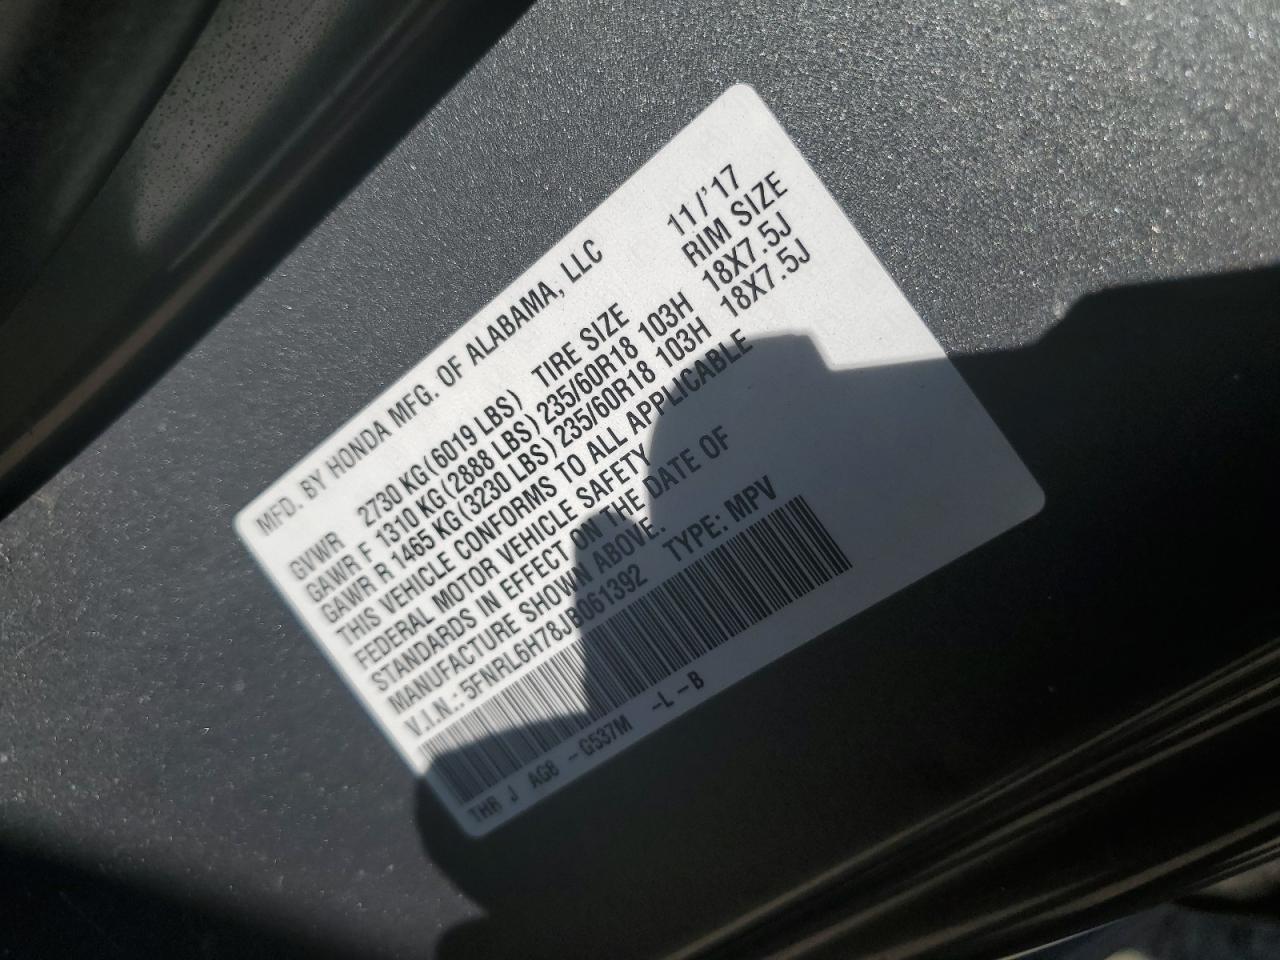 MFD. BY HONDA MFG. OF ALABAMA, LLC 11/'17
GVWR 2730 KG (6019 LBS) TIRE SIZE RIM SIZE
GAWR F 1310 KG (2888 LBS) 235/60R18 103H 18X7.5J
GAWR R 1465 KG (3230 LBS) 235/60R18 103H 18X7.5J
THIS VEHICLE CONFORMS TO ALL APPLICABLE
FEDERAL MOTOR VEHICLE SAFETY
STANDARDS IN EFFECT ON THE DATE OF
MANUFACTURE SHOWN ABOVE.
V.I.N.: 5FNRL6H78JB061392 TYPE: MPV
THR J AG8 -G537M -L-B